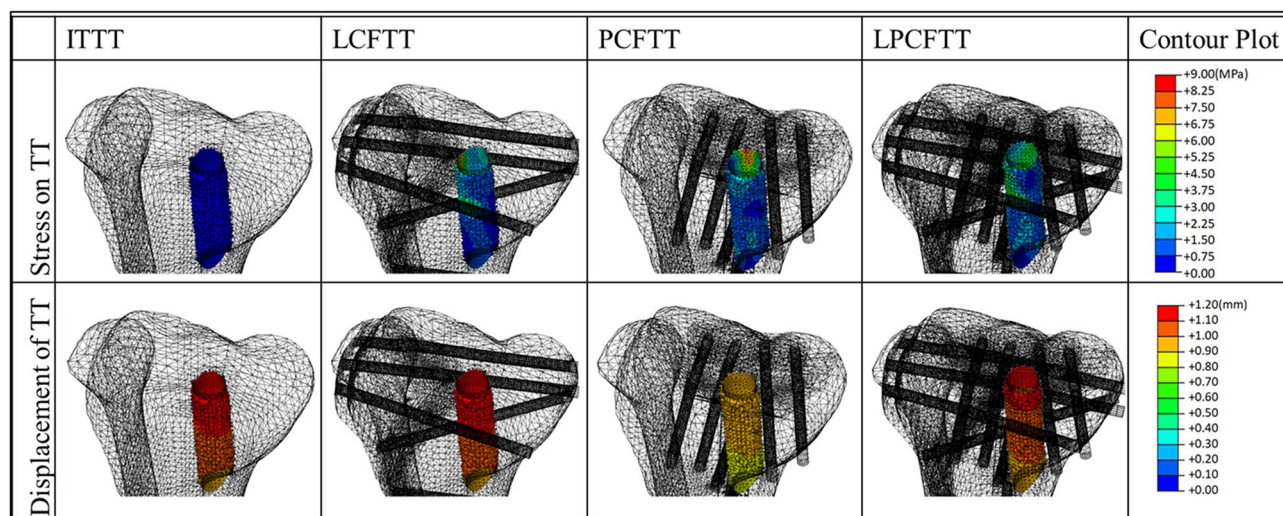 ITTT
LCFTT
PCFTT
LPCFTT
Contour Plot
Stress on TT
+9.00(MPa)
+8.25
+7.50
+6.75
+6.00
+5.25
+4.50
+3.75
+3.00
+2.25
+1.50
+0.75
+0.00
Displacement of TT
+1.20(mm)
+1.10
+1.00
+0.90
+0.70
+0.60
+0.50
+0.40
+0.30
+0.20
+0.10
+0.00